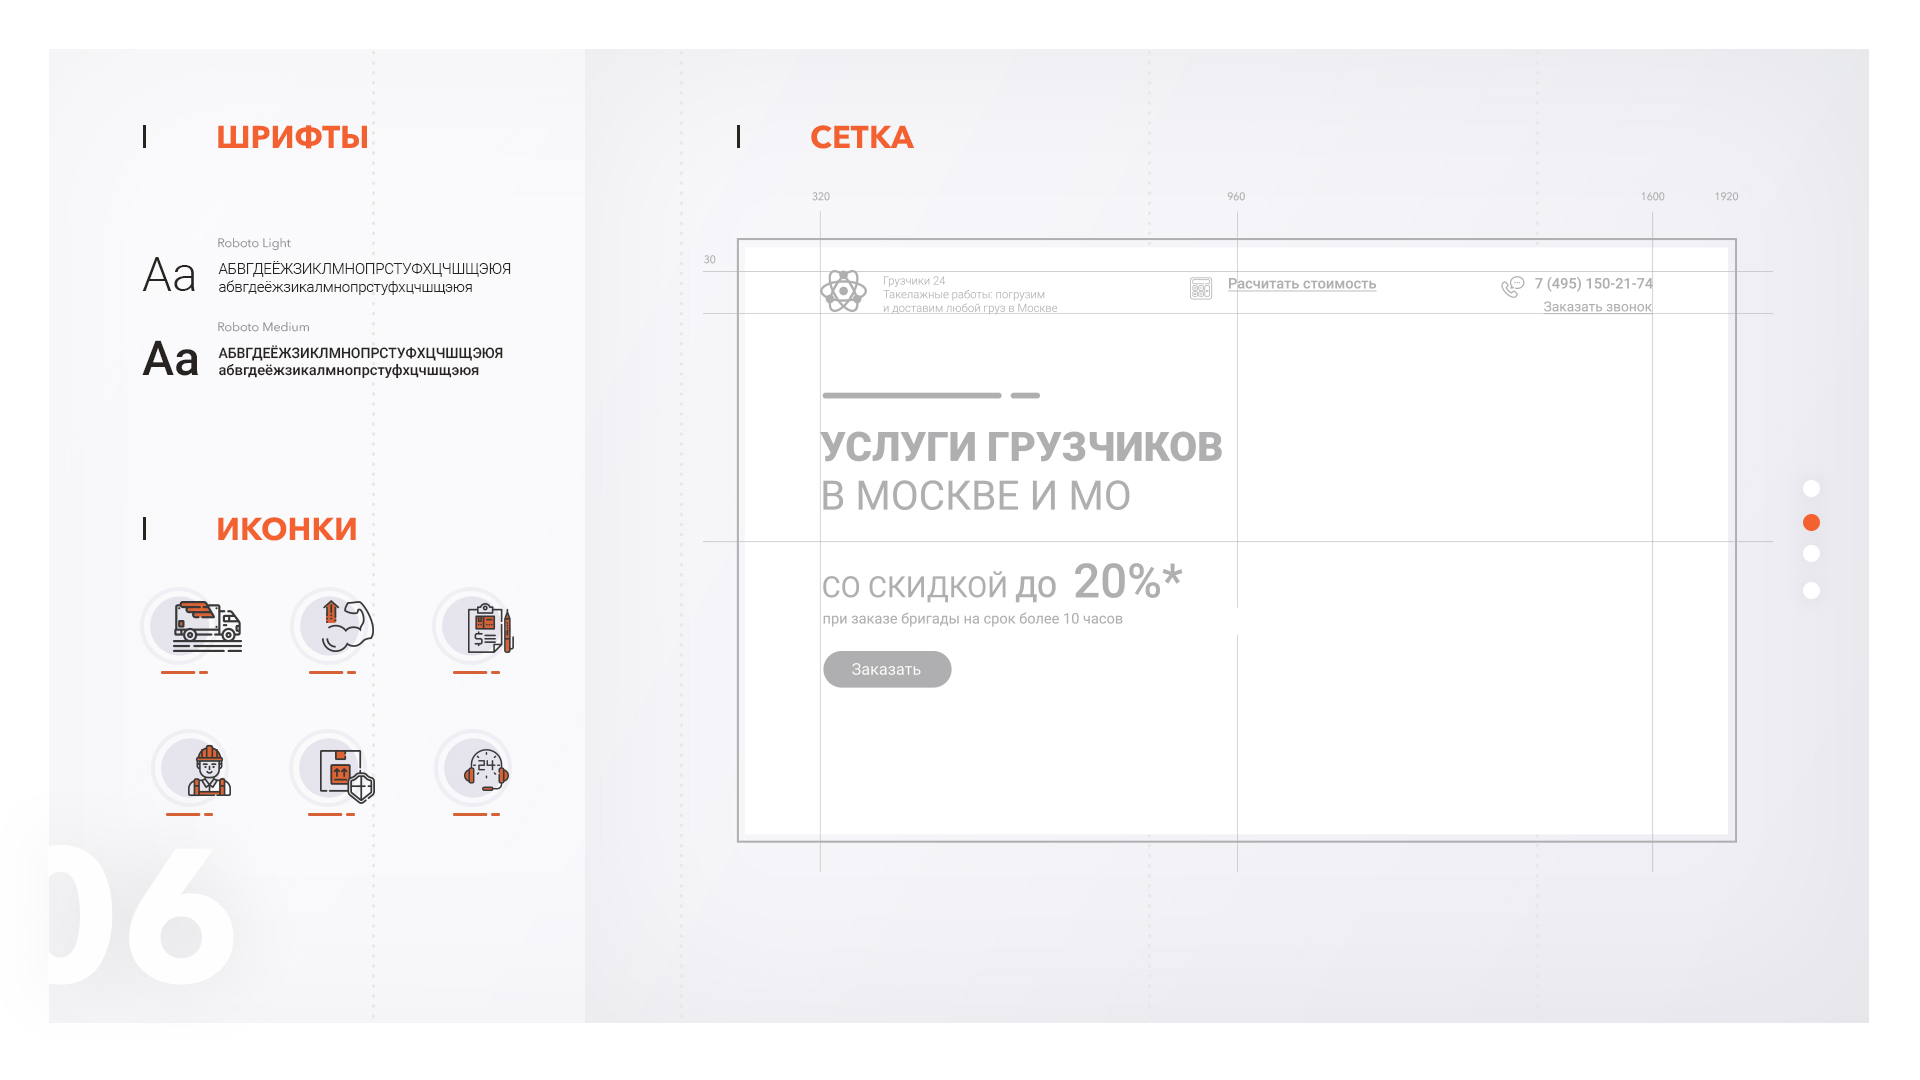 ШРИФТЫ
Roboto Light
Aa
АБВГДЕЁЖЗИКЛМНОПРСТУФХЦЧШЩЭЮЯ
абвгдеёжзикалмнопрстуфхцчшщэюя
Roboto Medium
Aa
АБВГДЕЁЖЗИКЛМНОПРСТУФХЦЧШЩЭЮЯ
абвгдеёжзикалмнопрстуфхцчшщэюя
ИКОНКИ
$
24
06
СЕТКА
320
960
1600
1920
30
Грузчики 24
Такелажные работы: погрузим
и доставим любой груз в Москве
Расчитать стоимость
7 (495) 150-21-74
Заказать звонок
УСЛУГИ ГРУЗЧИКОВ
В МОСКВЕ И МО
СО СКИДКОЙ до 20%*
при заказе бригады на срок более 10 часов
Заказать